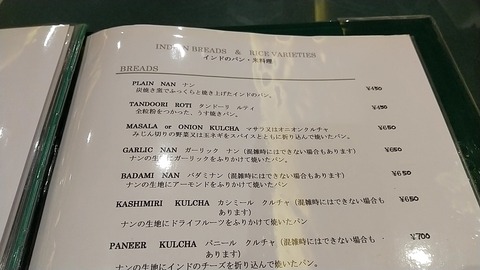 INDIAN BREADS & RICE VARIETIES
インドのパン・米料理
BREADS
PLAIN NAN ナン ¥450
炭焼き窯でふっくらと焼き上げたインドのパン。
TANDOORI ROTI タンドーリ ルティ ¥450
全粒粉をつかった、うす焼きパン。
MASALA or ONION KULCHA マサラ又はオニオンクルチャ ¥650
みじん切りの野菜又は玉ネギをスパイスとともに折り込んで焼いたパン。
GARLIC NAN ガーリック ナン (混雑時にはできない場合もあります) ¥650
ナンの生地にガーリックをふりかけて焼いたパン。
BADAMI NAN バダミナン (混雑時にはできない場合もあります) ¥650
ナンの生地にアーモンドをふりかけて焼いたパン
KASHIMIRI KULCHA カシミール クルチャ (混雑時にはできない場合も ¥650
あります)
ナンの生地にドライフルーツをふりかけて焼いたパン
PANEER KULCHA パニール クルチャ (混雑時にはできない場合も ¥700
あります)
ナンの生地にインドのチーズを折り込んで焼いたパン。